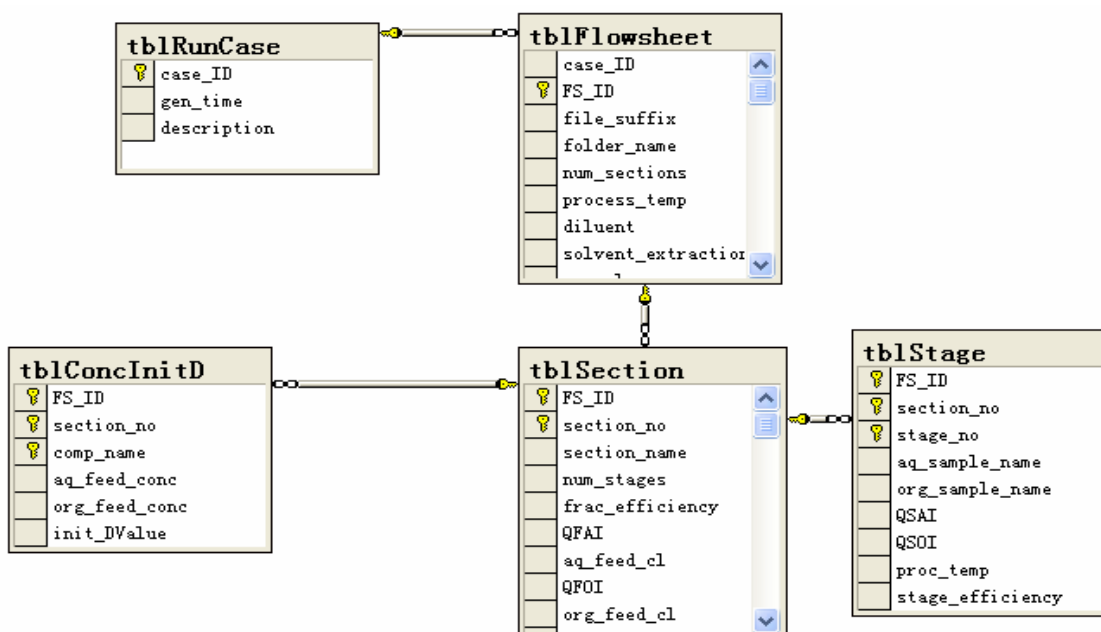 tblRunCase
case_ID
gen_time
description
tblFlowsheet
case_ID
FS_ID
file_suffix
folder_name
num_sections
process_temp
diluent
solvent_extraction
tblConcInitD
FS_ID
section_no
comp_name
aq_feed_conc
org_feed_conc
init_DValue
tblSection
FS_ID
section_no
section_name
num_stages
frac_efficiency
QFAI
aq_feed_cl
QFOI
org_feed_cl
tblStage
FS_ID
section_no
stage_no
aq_sample_name
org_sample_name
QSAI
QSOI
proc_temp
stage_efficiency